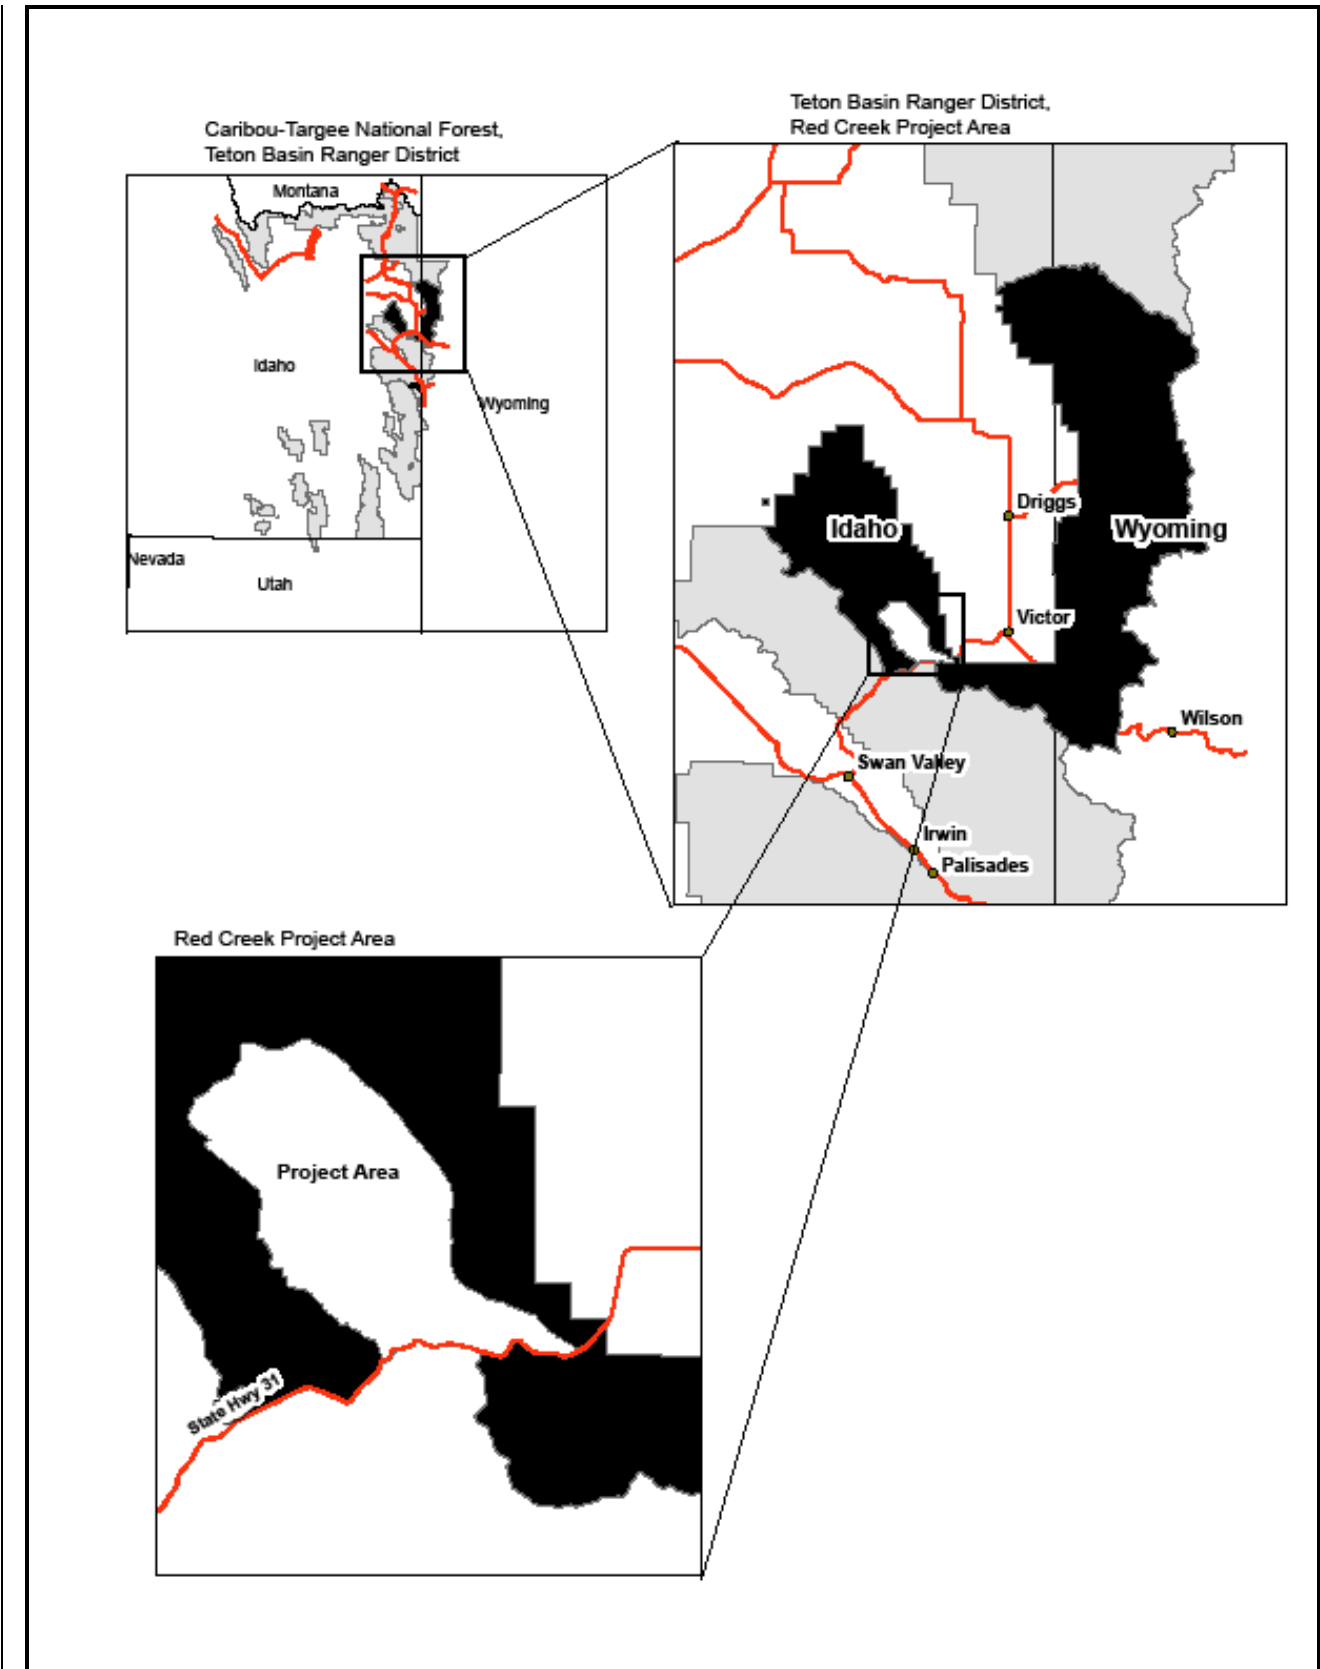 Caribou-Targee National Forest,
Teton Basin Ranger District
Montana
Idaho
Wyoming
Nevada
Utah
Teton Basin Ranger District,
Red Creek Project Area
Driggs
Idaho
Wyoming
Victor
Wilson
Swan Valley
Irwin
Palisades
Red Creek Project Area
Project Area
State Hwy 31